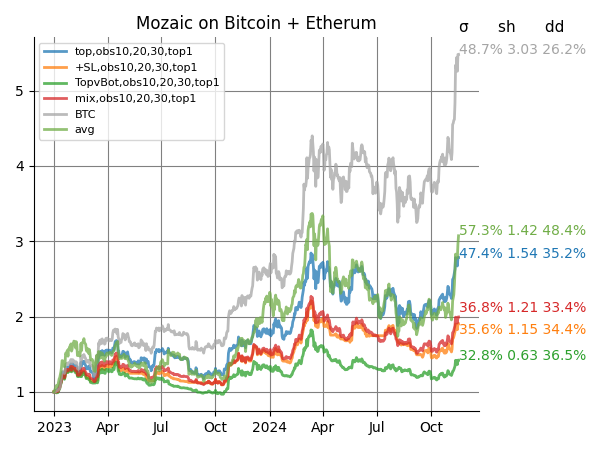 Mozaic on Bitcoin + Etherum
σ sh dd
top,obs10,20,30,top1
+SL,obs10,20,30,top1
TopvBot,obs10,20,30,top1
mix,obs10,20,30,top1
BTC
avg
48.7% 3.03 26.2%
57.3% 1.42 48.4%
47.4% 1.54 35.2%
36.8% 1.21 33.4%
35.6% 1.15 34.4%
32.8% 0.63 36.5%
5
4
3
2
1
2023 Apr Jul Oct 2024 Apr Jul Oct